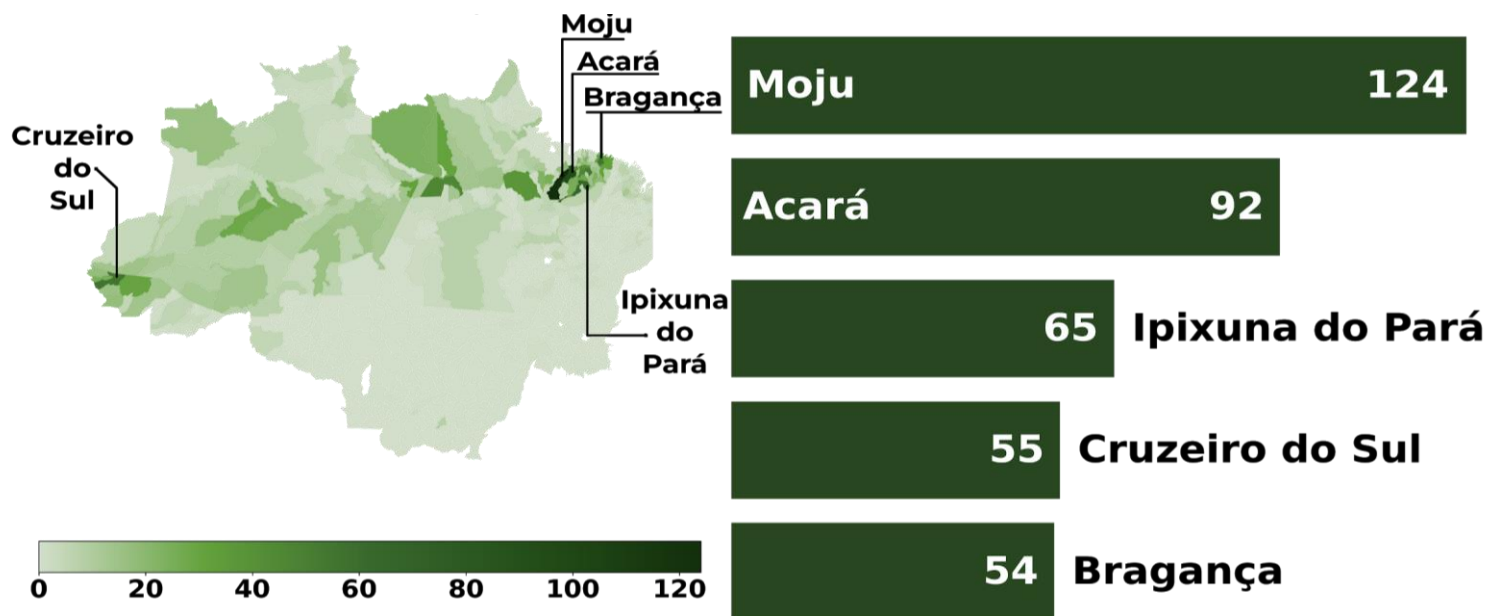 Moju
Acará
Bragança
Cruzeiro
do
Sul
Ipixuna
do
Pará
0 20 40 60 80 100 120
Moju 124
Acará 92
65 Ipixuna do Pará
55 Cruzeiro do Sul
54 Bragança